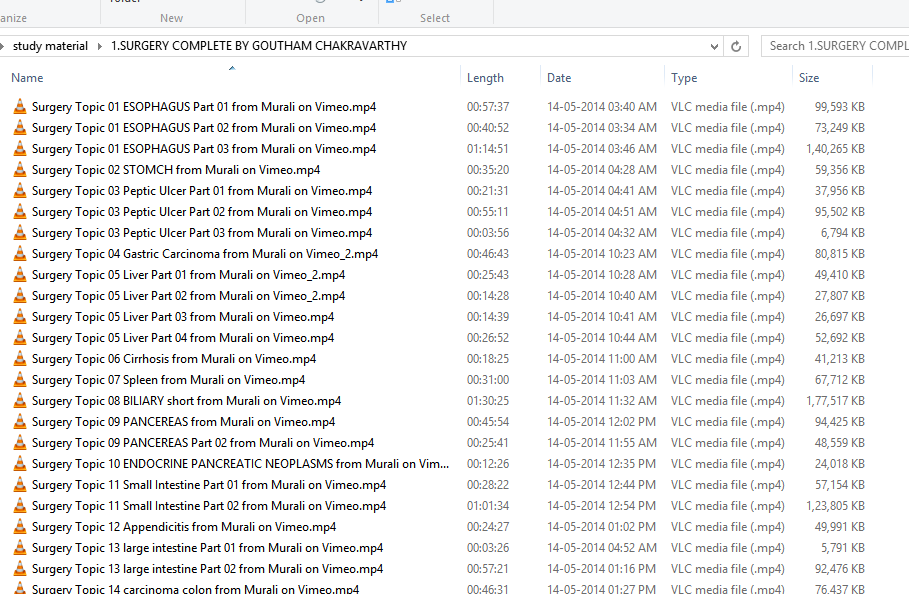 anize New Open Select
study material 1.SURGERY COMPLETE BY GOUTHAM CHAKRAVARTHY Search 1.SURGERY COMPL
Name Length Date Type Size
Surgery Topic 01 ESOPHAGUS Part 01 from Murali on Vimeo.mp4 00:57:37 14-05-2014 03:40 AM VLC media file (.mp4) 99,593 KB
Surgery Topic 01 ESOPHAGUS Part 02 from Murali on Vimeo.mp4 00:40:52 14-05-2014 03:34 AM VLC media file (.mp4) 73,249 KB
Surgery Topic 01 ESOPHAGUS Part 03 from Murali on Vimeo.mp4 01:14:51 14-05-2014 03:46 AM VLC media file (.mp4) 1,40,265 KB
Surgery Topic 02 STOMCH from Murali on Vimeo.mp4 00:35:20 14-05-2014 04:28 AM VLC media file (.mp4) 59,356 KB
Surgery Topic 03 Peptic Ulcer Part 01 from Murali on Vimeo.mp4 00:21:31 14-05-2014 04:41 AM VLC media file (.mp4) 37,956 KB
Surgery Topic 03 Peptic Ulcer Part 02 from Murali on Vimeo.mp4 00:55:11 14-05-2014 04:51 AM VLC media file (.mp4) 95,502 KB
Surgery Topic 03 Peptic Ulcer Part 03 from Murali on Vimeo.mp4 00:03:56 14-05-2014 04:32 AM VLC media file (.mp4) 6,794 KB
Surgery Topic 04 Gastric Carcinoma from Murali on Vimeo_2.mp4 00:46:43 14-05-2014 10:23 AM VLC media file (.mp4) 80,815 KB
Surgery Topic 05 Liver Part 01 from Murali on Vimeo_2.mp4 00:25:43 14-05-2014 10:28 AM VLC media file (.mp4) 49,410 KB
Surgery Topic 05 Liver Part 02 from Murali on Vimeo_2.mp4 00:14:28 14-05-2014 10:40 AM VLC media file (.mp4) 27,807 KB
Surgery Topic 05 Liver Part 03 from Murali on Vimeo.mp4 00:14:39 14-05-2014 10:41 AM VLC media file (.mp4) 26,697 KB
Surgery Topic 05 Liver Part 04 from Murali on Vimeo.mp4 00:26:52 14-05-2014 10:44 AM VLC media file (.mp4) 52,692 KB
Surgery Topic 06 Cirrhosis from Murali on Vimeo.mp4 00:18:25 14-05-2014 11:00 AM VLC media file (.mp4) 41,213 KB
Surgery Topic 07 Spleen from Murali on Vimeo.mp4 00:31:00 14-05-2014 11:03 AM VLC media file (.mp4) 67,712 KB
Surgery Topic 08 BILIARY short from Murali on Vimeo.mp4 01:30:25 14-05-2014 11:32 AM VLC media file (.mp4) 1,77,517 KB
Surgery Topic 09 PANCEREAS from Murali on Vimeo.mp4 00:45:54 14-05-2014 12:02 PM VLC media file (.mp4) 94,425 KB
Surgery Topic 09 PANCEREAS Part 02 from Murali on Vimeo.mp4 00:25:41 14-05-2014 11:55 AM VLC media file (.mp4) 48,559 KB
Surgery Topic 10 ENDOCRINE PANCREATIC NEOPLASMS from Murali on Vim... 00:12:26 14-05-2014 12:35 PM VLC media file (.mp4) 24,018 KB
Surgery Topic 11 Small Intestine Part 01 from Murali on Vimeo.mp4 00:28:22 14-05-2014 12:44 PM VLC media file (.mp4) 57,154 KB
Surgery Topic 11 Small Intestine Part 02 from Murali on Vimeo.mp4 01:01:34 14-05-2014 12:54 PM VLC media file (.mp4) 1,23,805 KB
Surgery Topic 12 Appendicitis from Murali on Vimeo.mp4 00:24:27 14-05-2014 01:02 PM VLC media file (.mp4) 49,991 KB
Surgery Topic 13 large intestine Part 01 from Murali on Vimeo.mp4 00:03:26 14-05-2014 04:52 AM VLC media file (.mp4) 5,791 KB
Surgery Topic 13 large intestine Part 02 from Murali on Vimeo.mp4 00:57:21 14-05-2014 01:16 PM VLC media file (.mp4) 92,476 KB
Surgery Topic 14 carcinoma colon from Murali on Vimeo.mp4 00:46:31 14-05-2014 01:27 PM VLC media file (.mp4) 76,437 KB